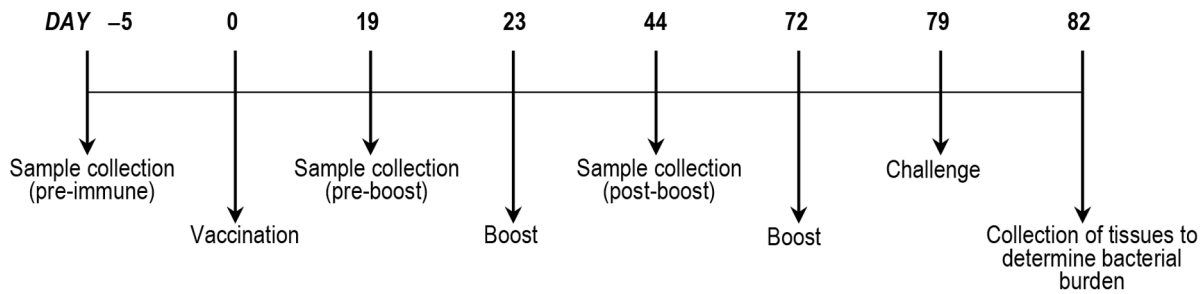 DAY –5 0 19 23 44 72 79 82
Sample collection
(pre-immune)
Vaccination
Sample collection
(pre-boost)
Boost
Sample collection
(post-boost)
Boost
Challenge
Collection of tissues to
determine bacterial
burden